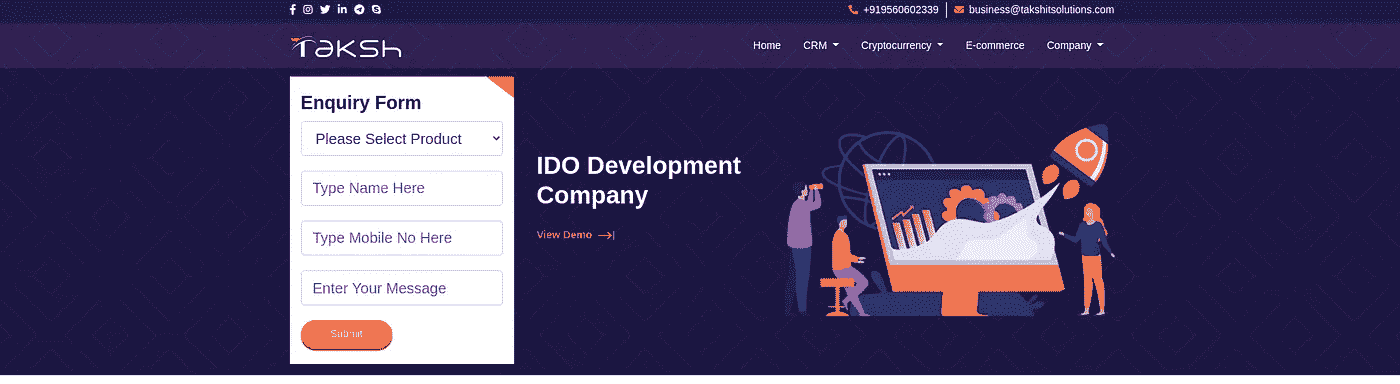 +919560602339 business@takshitsolutions.com
Taksh
Home CRM Cryptocurrency E-commerce Company
Enquiry Form
Please Select Product
Type Name Here
Type Mobile No Here
Enter Your Message
Submit
IDO Development
Company
View Demo